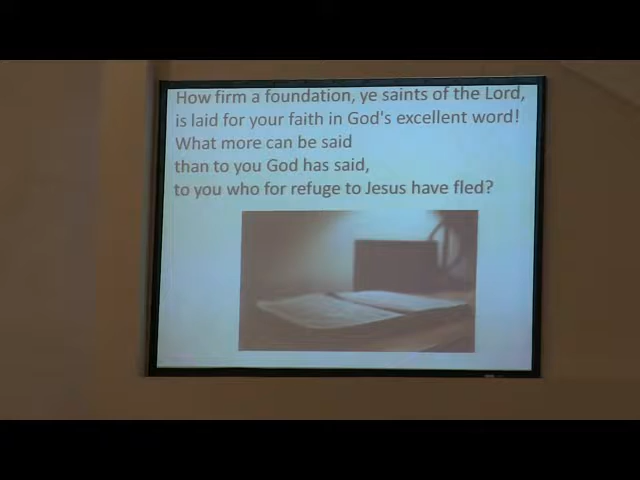 How firm a foundation, ye saints of the Lord,
is laid for your faith in God's excellent word!
What more can be said
than to you God has said,
to you who for refuge to Jesus have fled?